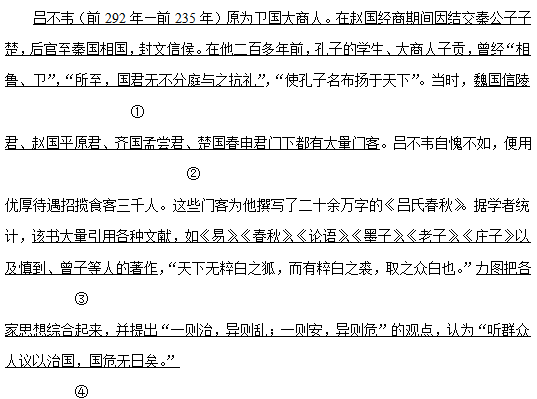 吕不韦（前 292 年一前 235 年）原为卫国大商人。在赵国经商期间因结交秦公子子
楚，后官至秦国相国，封文信侯。在他二百多年前，孔子的学生、大商人子贡，曾经“相
鲁、卫”，“所至，国君无不分庭与之抗礼”，“使孔子名布扬于天下”。当时，魏国信陵
①
君、赵国平原君、齐国孟尝君、楚国春申君门下都有大量门客。吕不韦自愧不如，便用
②
优厚待遇招揽食客三千人。这些门客为他撰写了二十余万字的《吕氏春秋》。据学者统
计，该书大量引用各种文献，如《易》《春秋》《论语》《墨子》《老子》《庄子》以
及慎到、曾子等人的著作，“天下无粹白之狐，而有粹白之裘，取之众白也。”力图把各
③
家思想综合起来，并提出“一则治，异则乱；一则安，异则危”的观点，认为“听群众
人议以治国，国危无日矣。”
④